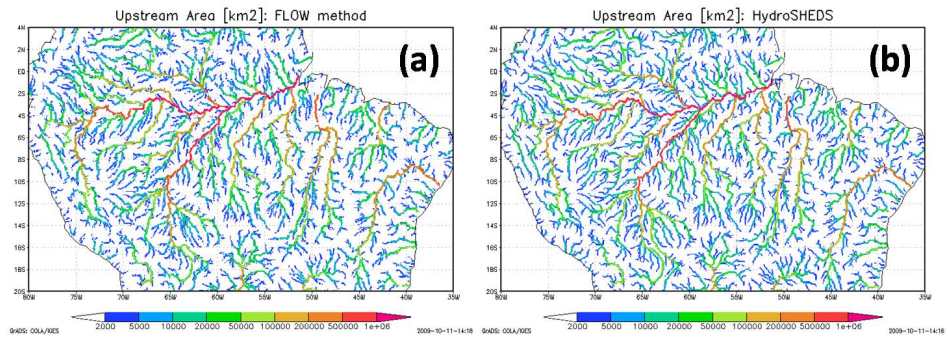 Upstream Area [km2]: FLOW method
(a)
4N
2N
EQ
2S
4S
6S
8S
10S
12S
14S
16S
18S
20S
80W 75W 70W 65W 60W 55W 50W 45W 40W 35W
2000 5000 10000 20000 50000 100000 200000 500000 1e+06
GrADS: COLA/IGES
2009-10-11-14:18
Upstream Area [km2]: HydroSHEDS
(b)
4N
2N
EQ
2S
4S
6S
8S
10S
12S
14S
16S
18S
20S
80W 75W 70W 65W 60W 55W 50W 45W 40W 35W
2000 5000 10000 20000 50000 100000 200000 500000 1e+06
GrADS: COLA/IGES
2009-10-11-14:16